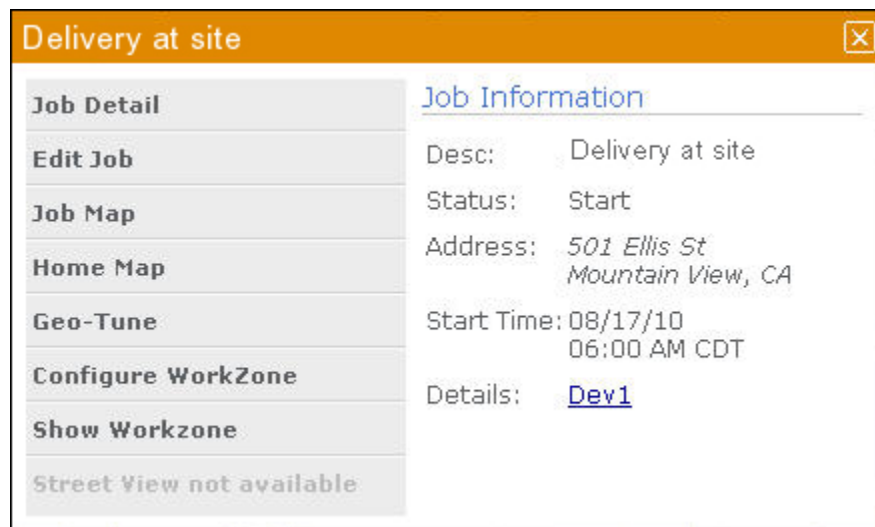 Delivery at site
Job Detail
Edit Job
Job Map
Home Map
Geo-Tune
Configure WorkZone
Show Workzone
Street View not available
Job Information
Desc: Delivery at site
Status: Start
Address: 501 Ellis St
Mountain View, CA
Start Time: 08/17/10
06:00 AM CDT
Details: Dev1